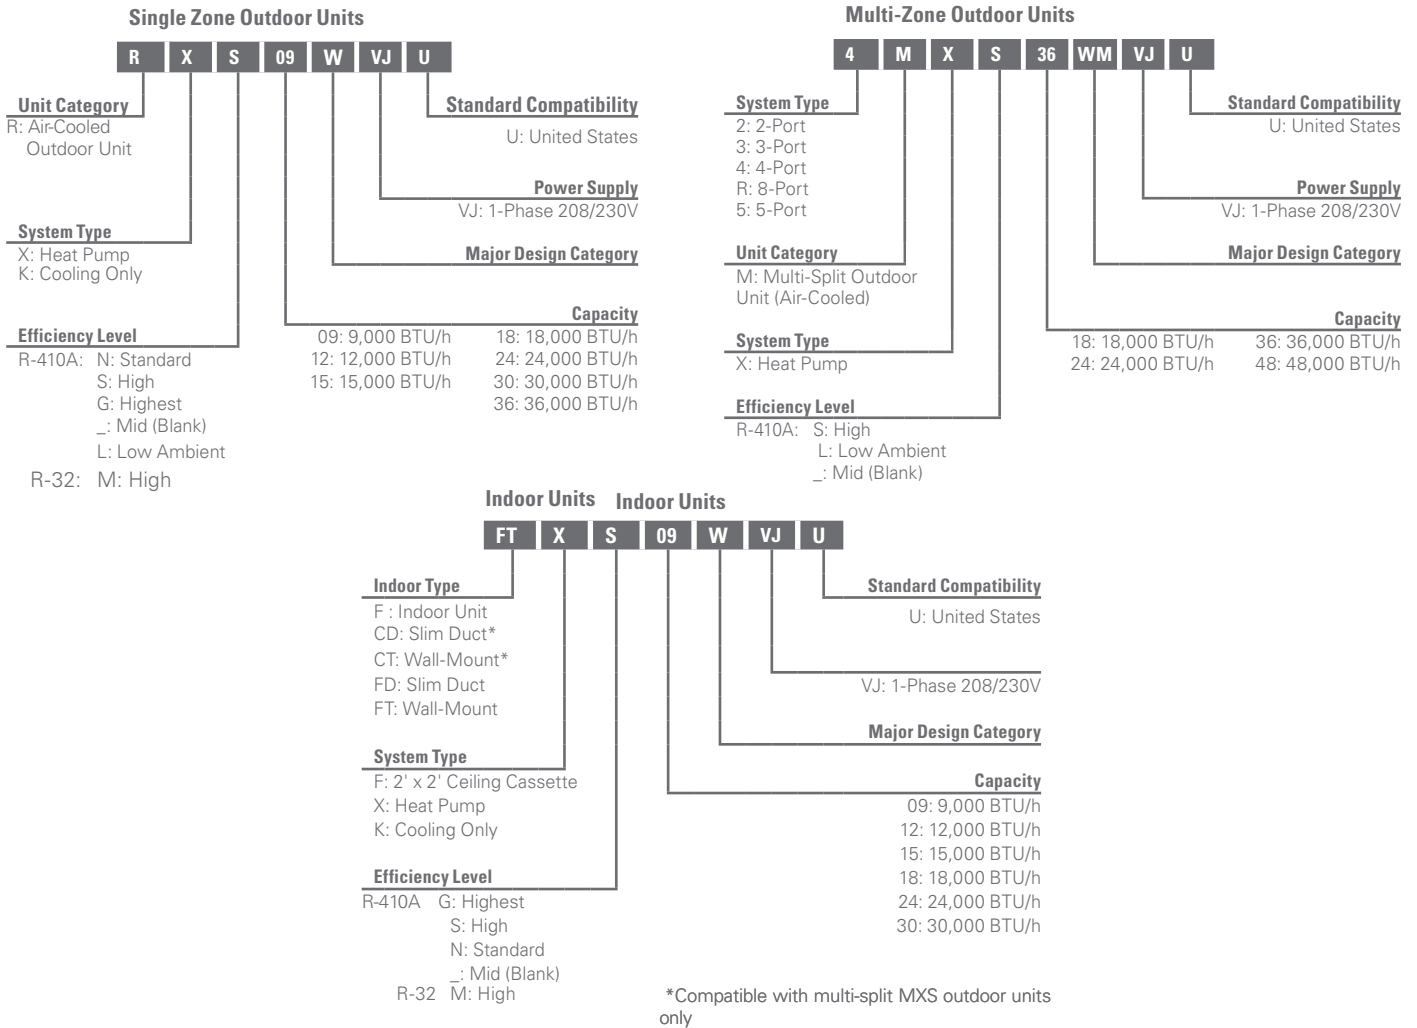 Single Zone Outdoor Units
R X S 09 W VJ U
Unit Category
R: Air-Cooled
Outdoor Unit
System Type
X: Heat Pump
K: Cooling Only
Efficiency Level
R-410A: N: Standard
S: High
G: Highest
_: Mid (Blank)
L: Low Ambient
R-32: M: High
Standard Compatibility
U: United States
Power Supply
VJ: 1-Phase 208/230V
Major Design Category
Capacity
09: 9,000 BTU/h 18: 18,000 BTU/h
12: 12,000 BTU/h 24: 24,000 BTU/h
15: 15,000 BTU/h 30: 30,000 BTU/h
36: 36,000 BTU/h
Multi-Zone Outdoor Units
4 M X S 36 WM VJ U
System Type
2: 2-Port
3: 3-Port
4: 4-Port
R: 8-Port
5: 5-Port
Unit Category
M: Multi-Split Outdoor
Unit (Air-Cooled)
System Type
X: Heat Pump
Efficiency Level
R-410A: S: High
L: Low Ambient
_: Mid (Blank)
Standard Compatibility
U: United States
Power Supply
VJ: 1-Phase 208/230V
Major Design Category
Capacity
18: 18,000 BTU/h 36: 36,000 BTU/h
24: 24,000 BTU/h 48: 48,000 BTU/h
Indoor Units Indoor Units
FT X S 09 W VJ U
Indoor Type
F : Indoor Unit
CD: Slim Duct*
CT: Wall-Mount*
FD: Slim Duct
FT: Wall-Mount
System Type
F: 2' x 2' Ceiling Cassette
X: Heat Pump
K: Cooling Only
Efficiency Level
R-410A G: Highest
S: High
N: Standard
_: Mid (Blank)
R-32 M: High
Standard Compatibility
U: United States
VJ: 1-Phase 208/230V
Major Design Category
Capacity
09: 9,000 BTU/h
12: 12,000 BTU/h
15: 15,000 BTU/h
18: 18,000 BTU/h
24: 24,000 BTU/h
30: 30,000 BTU/h
*Compatible with multi-split MXS outdoor units
only